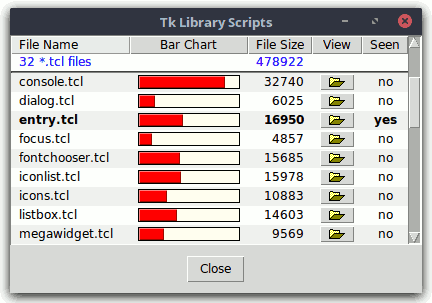 Tk Library Scripts
File Name Bar Chart File Size View Seen
32 *.tcl files 478922
console.tcl 32740 no
dialog.tcl 6025 no
entry.tcl 16950 yes
focus.tcl 4857 no
fontchooser.tcl 15685 no
iconlist.tcl 15978 no
icons.tcl 10883 no
listbox.tcl 14603 no
megawidget.tcl 9569 no
Close